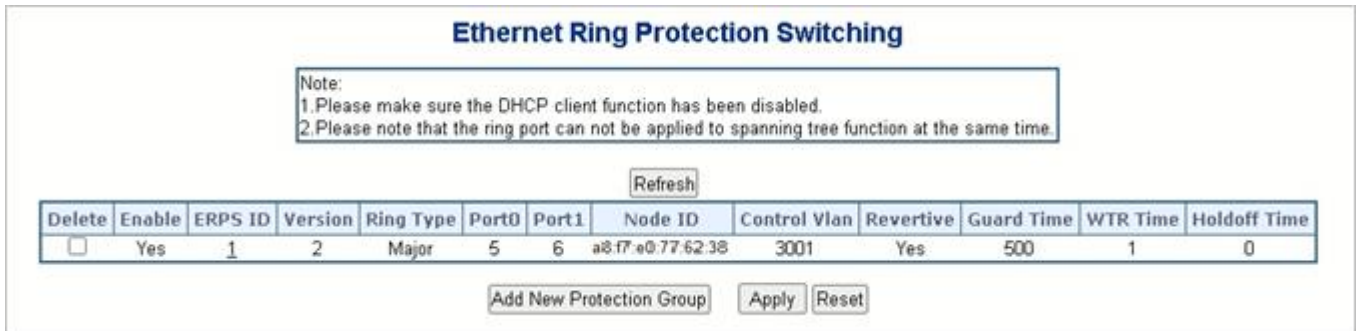 Ethernet Ring Protection Switching
Note:
1.Please make sure the DHCP client function has been disabled.
2.Please note that the ring port can not be applied to spanning tree function at the same time.
Refresh
Delete Enable ERPS ID Version Ring Type Port0 Port1 Node ID Control Vlan Revertive Guard Time WTR Time Holdoff Time
Yes 1 2 Major 5 6 a8:f7:e0:77:62:38 3001 Yes 500 1 0
Add New Protection Group Apply Reset